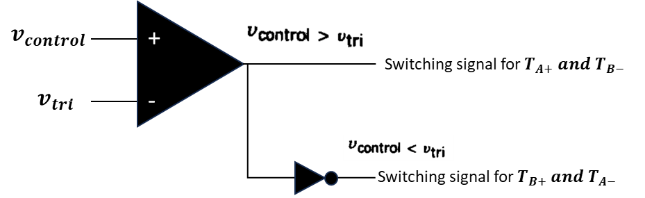 v_control
+
v_control > v_tri
Switching signal for T_A+ and T_B−
v_tri
-
v_control < v_tri
Switching signal for T_B+ and T_A−